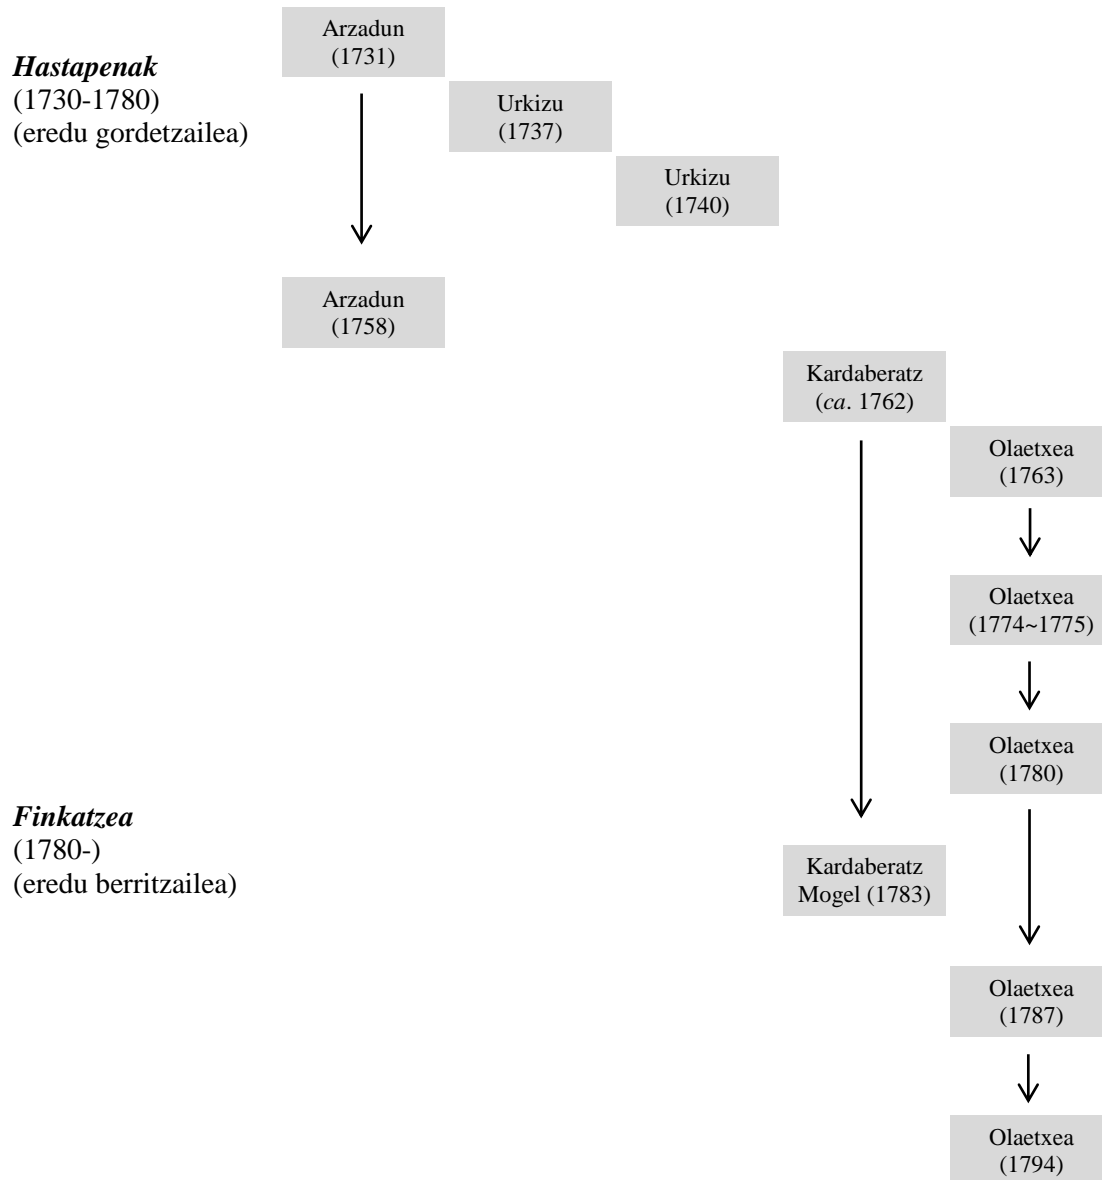 Arzadun
(1731)
Hastapenak
(1730-1780)
(eredu gordetzailea)
Urkizu
(1737)
Urkizu
(1740)
Arzadun
(1758)
Kardaberatz
(ca. 1762)
Olaetxea
(1763)
Olaetxea
(1774~1775)
Olaetxea
(1780)
Finkatzea
(1780-)
(eredu berritzailea)
Kardaberatz
Mogel (1783)
Olaetxea
(1787)
Olaetxea
(1794)